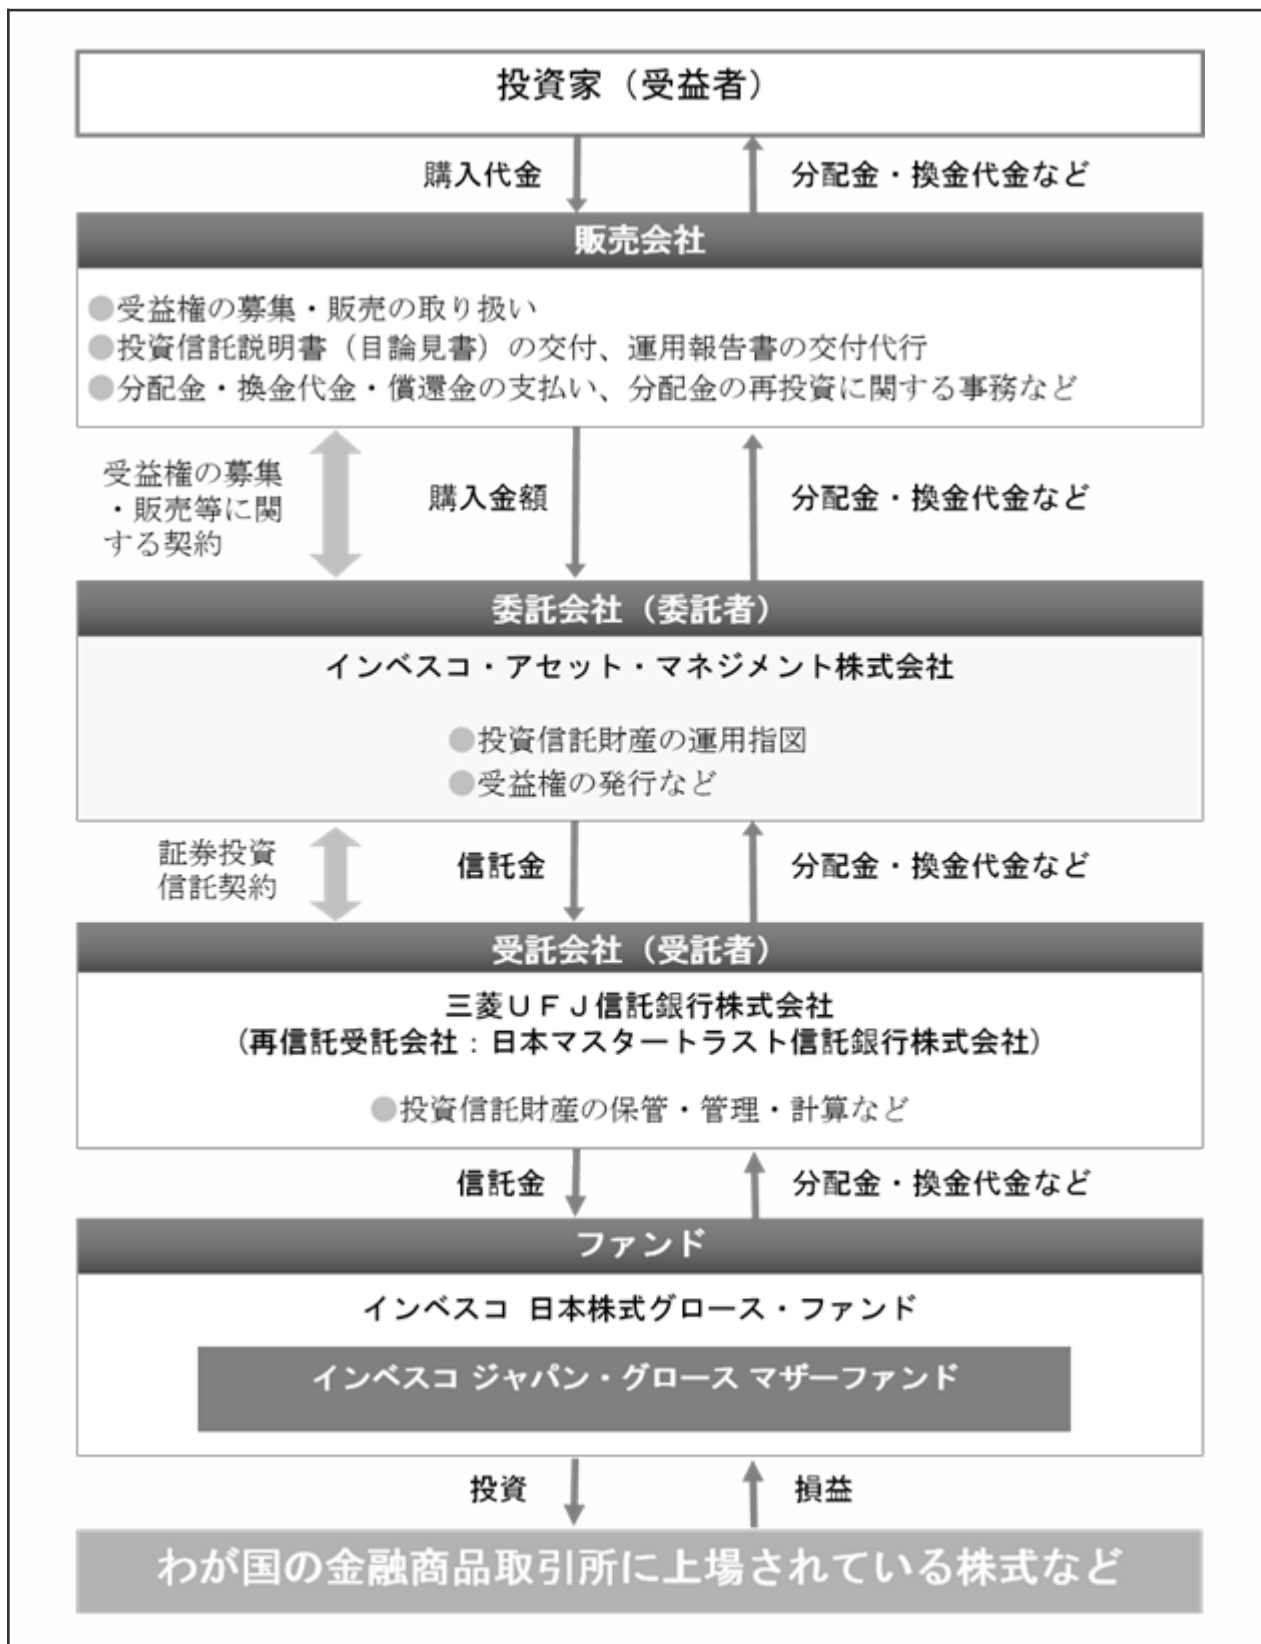 投資家（受益者）
購入代金
分配金・換金代金など
販売会社
●受益権の募集・販売の取り扱い
●投資信託説明書（目論見書）の交付、運用報告書の交付代行
●分配金・換金代金・償還金の支払い、分配金の再投資に関する事務など
受益権の募集
・販売等に関
する契約
購入金額
分配金・換金代金など
委託会社（委託者）
インベスコ・アセット・マネジメント株式会社
●投資信託財産の運用指図
●受益権の発行など
証券投資
信託契約
信託金
分配金・換金代金など
受託会社（受託者）
三菱ＵＦＪ信託銀行株式会社
（再信託受託会社：日本マスタートラスト信託銀行株式会社）
●投資信託財産の保管・管理・計算など
信託金
分配金・換金代金など
ファンド
インベスコ 日本株式グロース・ファンド
インベスコ ジャパン・グロース マザーファンド
投資
損益
わが国の金融商品取引所に上場されている株式など